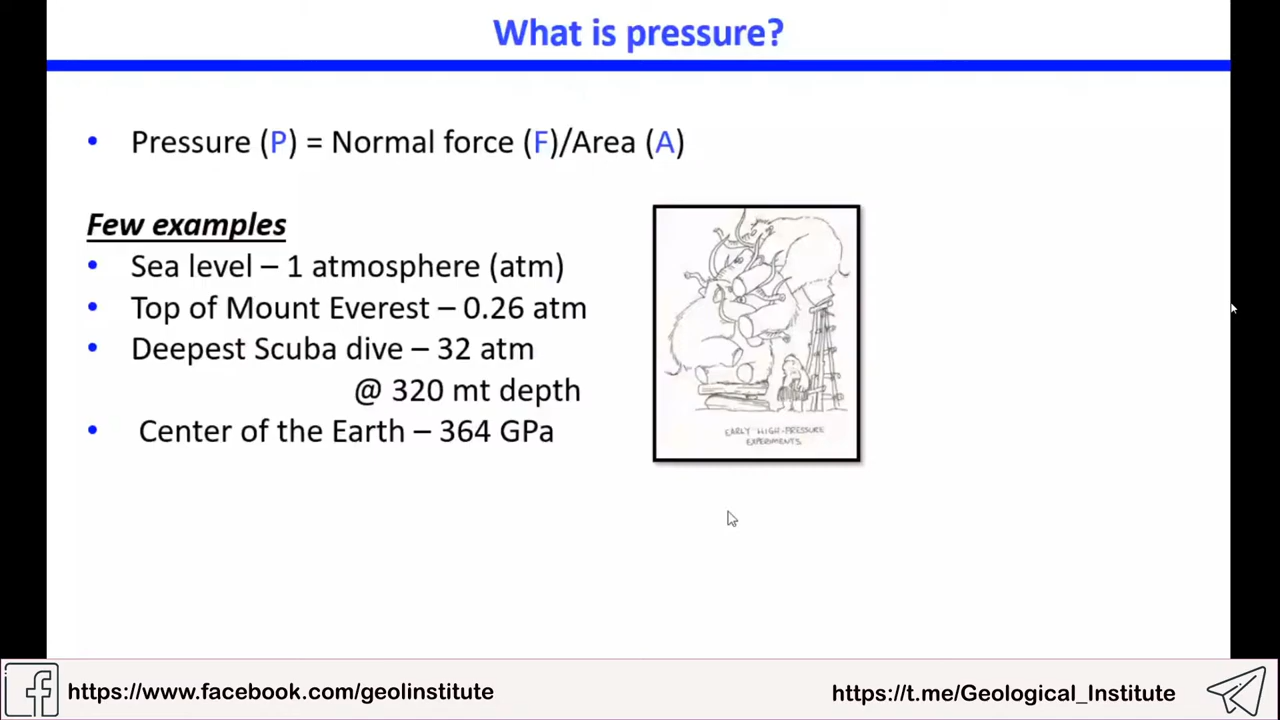 What is pressure?
• Pressure (P) = Normal force (F)/Area (A)
Few examples
• Sea level – 1 atmosphere (atm)
• Top of Mount Everest – 0.26 atm
• Deepest Scuba dive – 32 atm
@ 320 mt depth
• Center of the Earth – 364 GPa
EARLY HIGH-PRESSURE
EXPERIMENTS
https://www.facebook.com/geolinstitute
https://t.me/Geological_Institute